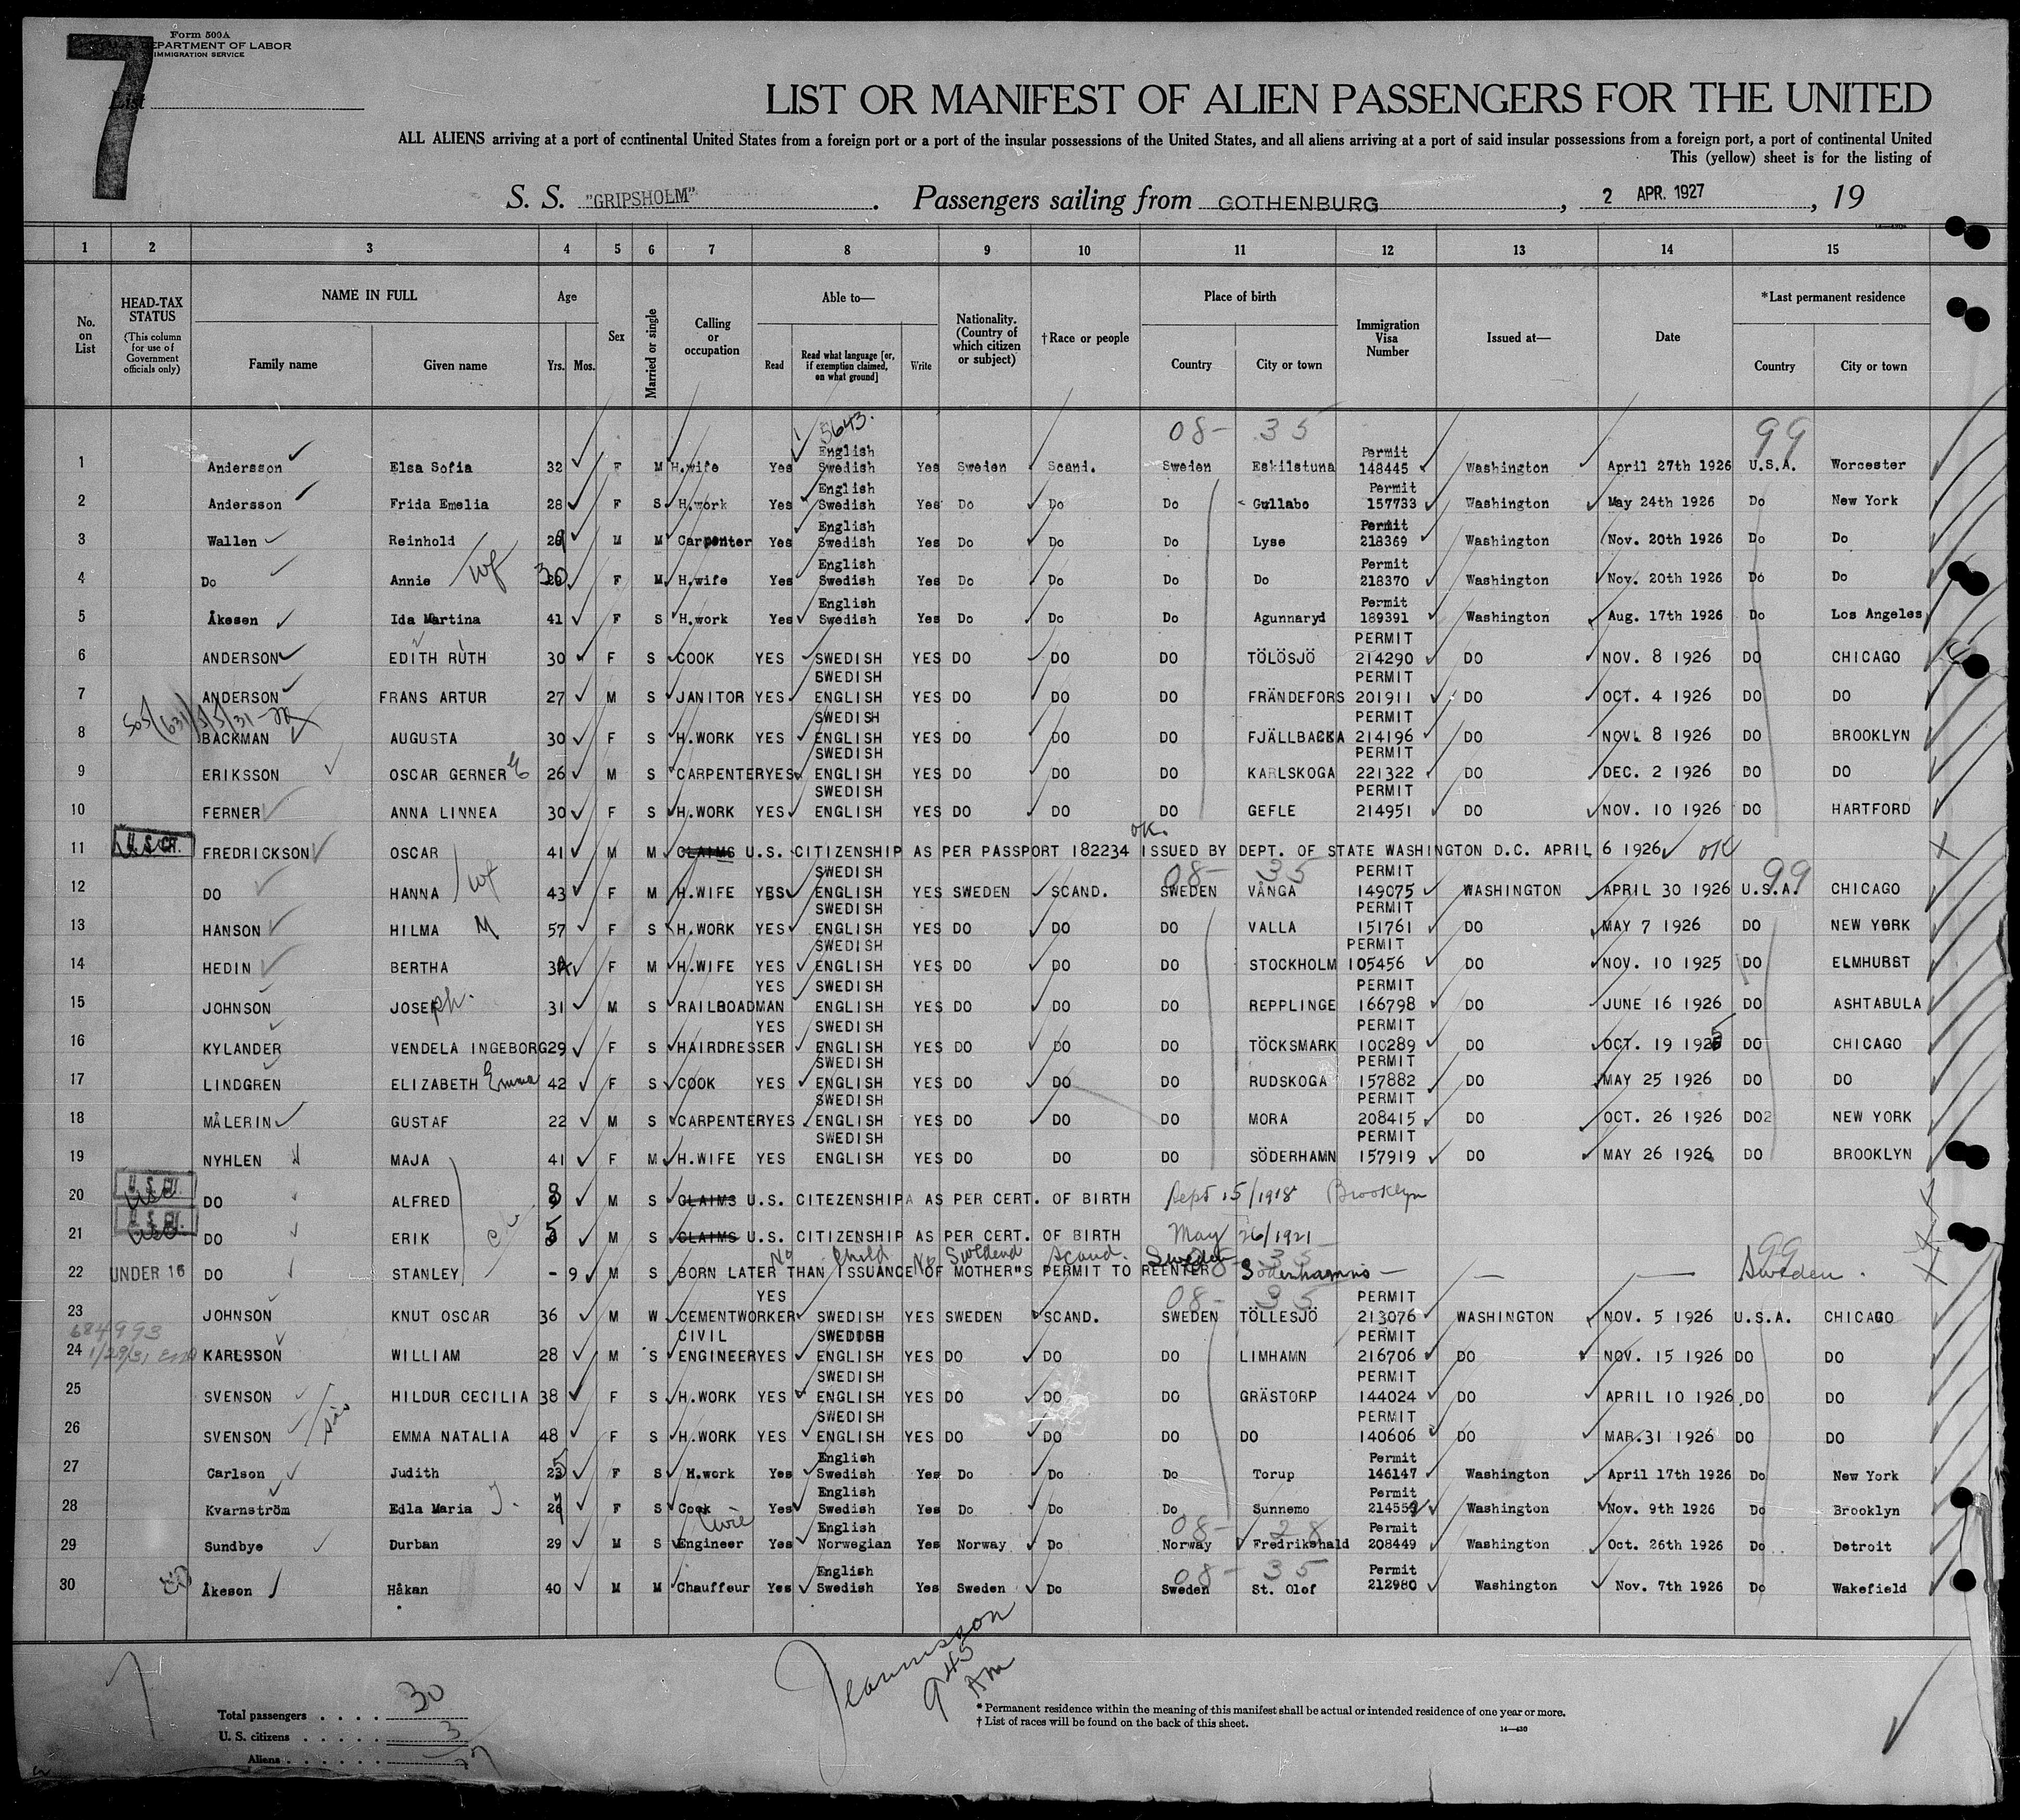 Form 500A
DEPARTMENT OF LABOR
IMMIGRATION SERVICE
7
List
LIST OR MANIFEST OF ALIEN PASSENGERS FOR THE UNITED
ALL ALIENS arriving at a port of continental United States from a foreign port or a port of the insular possessions of the United States, and all aliens arriving at a port of said insular possessions from a foreign port, a port of continental United
This (yellow) sheet is for the listing of
S. S. "GRIPSHOLM". Passengers sailing from GOTHENBURG, 2 APR. 1927, 19
1 2 3 4 5 6 7 8 9 10 11 12 13 14 15
No. on List
HEAD-TAX STATUS (This column for use of Government officials only)
NAME IN FULL Family name Given name
Age Yrs. Mos.
Sex
Married or single
Calling or occupation
Able to— Read Read what language [or, if exemption claimed, on what ground] Write
Nationality. (Country of which citizen or subject)
†Race or people
Place of birth Country City or town
Immigration Visa Number
Issued at—
Date
*Last permanent residence Country City or town
5643. 08- 35 99
1 Andersson Elsa Sofia 32 F M H.wife Yes English Swedish Yes Sweden Scand. Sweden Eskilstuna Permit 148445 Washington April 27th 1926 U.S.A. Worcester
2 Andersson Frida Emelia 28 F S H.work Yes English Swedish Yes Do Do Do Gullabo Permit 157733 Washington May 24th 1926 Do New York
3 Wallen Reinhold 29 M M Carpenter Yes English Swedish Yes Do Do Do Lyse Permit 218369 Washington Nov. 20th 1926 Do Do
4 Do Annie wf 30 F M H.wife Yes English Swedish Yes Do Do Do Do Permit 218370 Washington Nov. 20th 1926 Do Do
5 Åkesen Ida Martina 41 F S H.work Yes English Swedish Yes Do Do Do Agunnaryd Permit 189391 Washington Aug. 17th 1926 Do Los Angeles
6 ANDERSON EDITH RUTH 30 F S COOK YES SWEDISH YES DO DO DO TÖLÖSJÖ PERMIT 214290 DO NOV. 8 1926 DO CHICAGO
7 ANDERSON FRANS ARTUR 27 M S JANITOR YES SWEDISH ENGLISH YES DO DO DO FRÄNDEFORS PERMIT 201911 DO OCT. 4 1926 DO DO
8 BACKMAN AUGUSTA 30 F S H.WORK YES SWEDISH ENGLISH YES DO DO DO FJÄLLBACKA PERMIT 214196 DO NOV. 8 1926 DO BROOKLYN
9 ERIKSSON OSCAR GERNER 26 M S CARPENTER YES SWEDISH ENGLISH YES DO DO DO KARLSKOGA PERMIT 221322 DO DEC. 2 1926 DO DO
10 FERNER ANNA LINNEA 30 F S H.WORK YES SWEDISH ENGLISH YES DO DO DO GEFLE PERMIT 214951 DO NOV. 10 1926 DO HARTFORD
11 FREDRICKSON OSCAR 41 M M CLAIMS U.S. CITIZENSHIP AS PER PASSPORT 182234 OK. ISSUED BY DEPT. OF STATE WASHINGTON D.C. APRIL 6 1926 OK
08- 35 99
12 DO HANNA wf 43 F M H.WIFE YES SWEDISH ENGLISH YES SWEDEN SCAND. SWEDEN VÅNGA PERMIT 149075 WASHINGTON APRIL 30 1926 U.S.A. CHICAGO
13 HANSON HILMA M 57 F S H.WORK YES SWEDISH ENGLISH YES DO DO DO VALLA PERMIT 151761 DO MAY 7 1926 DO NEW YORK
14 HEDIN BERTHA F M H.WIFE YES SWEDISH ENGLISH YES DO DO DO STOCKHOLM PERMIT 105456 DO NOV. 10 1925 DO ELMHURST
15 JOHNSON JOSEPH. 31 M S RAILROADMAN YES SWEDISH ENGLISH YES DO DO DO REPPLINGE PERMIT 166798 DO JUNE 16 1926 DO ASHTABULA
16 KYLANDER VENDELA INGEBORG 29 F S HAIRDRESSER YES SWEDISH ENGLISH YES DO DO DO TÖCKSMARK PERMIT 100289 DO OCT. 19 1925 DO CHICAGO
17 LINDGREN ELIZABETH Emma 42 F S COOK YES SWEDISH ENGLISH YES DO DO DO RUDSKOGA PERMIT 157882 DO MAY 25 1926 DO DO
18 MÅLERIN GUSTAF 22 M S CARPENTER YES SWEDISH ENGLISH YES DO DO DO MORA PERMIT 208415 DO OCT. 26 1926 DO2 NEW YORK
19 NYHLEN MAJA 41 F M H.WIFE YES SWEDISH ENGLISH YES DO DO DO SÖDERHAMN PERMIT 157919 DO MAY 26 1926 DO BROOKLYN
20 DO ALFRED 8 M S CLAIMS U.S. CITEZENSHIP AS PER CERT. OF BIRTH Sept 15/1918 Brooklyn
21 DO ERIK 5 M S CLAIMS U.S. CITIZENSHIP AS PER CERT. OF BIRTH May 26/1921
No Child No Swedend Scand. Sweden 08- 35 99
22 UNDER 16 DO STANLEY - 9 M S BORN LATER THAN ISSUANCE OF MOTHER"S PERMIT TO REENTER Söderhamns — — — Sweden.
08- 35
23 JOHNSON KNUT OSCAR 36 M W CEMENTWORKER YES SWEDISH YES SWEDEN SCAND. SWEDEN TÖLLESJÖ PERMIT 213076 WASHINGTON NOV. 5 1926 U.S.A. CHICAGO
684993
24 1/29/31 KARLSSON WILLIAM 28 M S CIVIL ENGINEER YES SWEDISH ENGLISH YES DO DO DO LIMHAMN PERMIT 216706 DO NOV. 15 1926 DO DO
25 SVENSON HILDUR CECILIA 38 F S H.WORK YES SWEDISH ENGLISH YES DO DO DO GRÄSTORP PERMIT 144024 DO APRIL 10 1926 DO DO
26 SVENSON sis EMMA NATALIA 48 F S H.WORK YES SWEDISH ENGLISH YES DO DO DO DO PERMIT 140606 DO MAR.31 1926 DO DO
27 Carlson Judith 25 F S H.work Yes English Swedish Yes Do Do Do Torup Permit 146147 Washington April 17th 1926 Do New York
28 Kvarnström Edla Maria J. 27 F S Cook Yes English Swedish Yes Do Do Do Sunnemo Permit 214552 Washington Nov. 9th 1926 Do Brooklyn
08- 28
29 Sundbye Durban 29 M S Civil Engineer Yes English Norwegian Yes Norway Do Norway Fredrikshald Permit 208449 Washington Oct. 26th 1926 Do Detroit
08- 35
30 Åkeson Håkan 40 M M Chauffeur Yes English Swedish Yes Sweden Do Sweden St. Olof Permit 212980 Washington Nov. 7th 1926 Do Wakefield
945
AM
Total passengers . . . . 30
U. S. citizens . . . . . 3
Aliens . . . . . . 27
* Permanent residence within the meaning of this manifest shall be actual or intended residence of one year or more.
† List of races will be found on the back of this sheet.
14—430